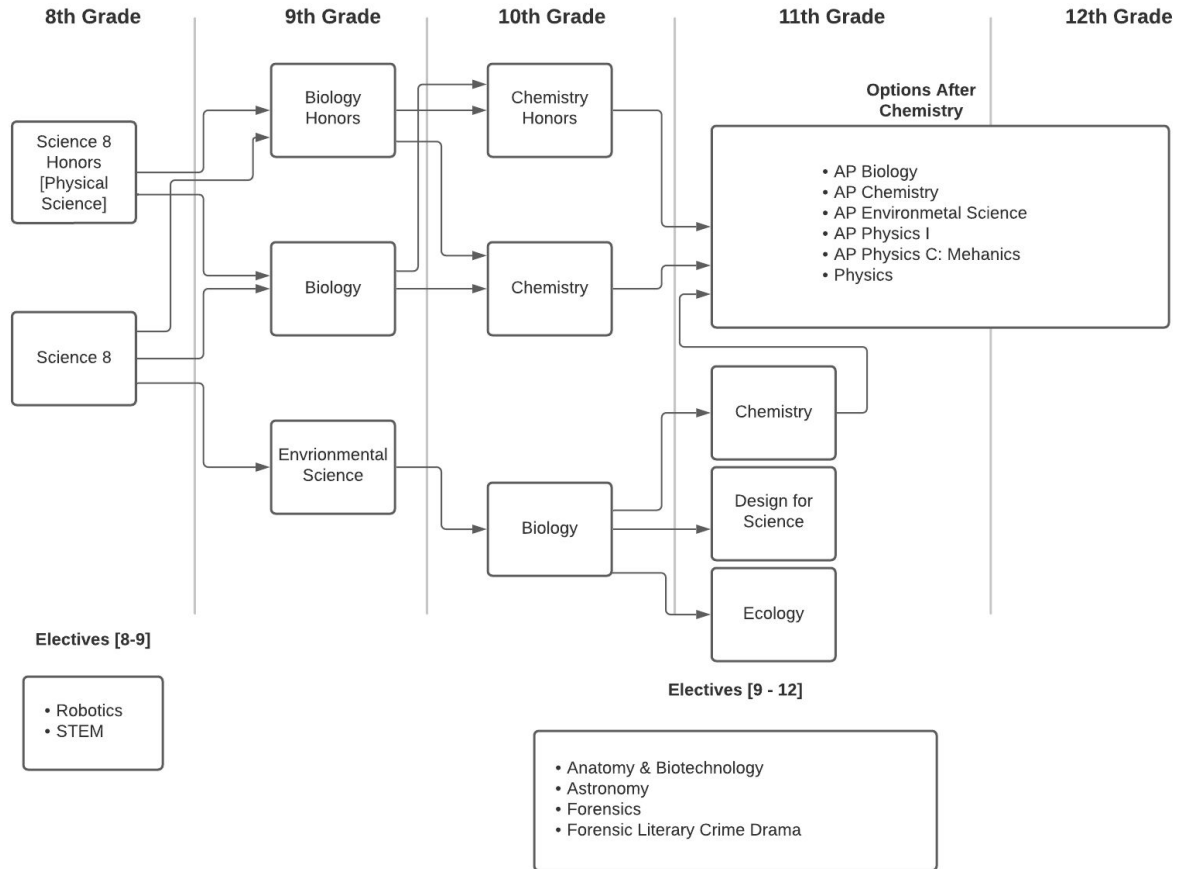 8th Grade
9th Grade
10th Grade
11th Grade
12th Grade
Science 8
Honors
[Physical
Science]
Science 8
Biology
Honors
Biology
Envrionmental
Science
Chemistry
Honors
Chemistry
Biology
Options After
Chemistry
• AP Biology
• AP Chemistry
• AP Environmetal Science
• AP Physics I
• AP Physics C: Mehanics
• Physics
Chemistry
Design for
Science
Ecology
Electives [8-9]
• Robotics
• STEM
Electives [9 - 12]
• Anatomy & Biotechnology
• Astronomy
• Forensics
• Forensic Literary Crime Drama